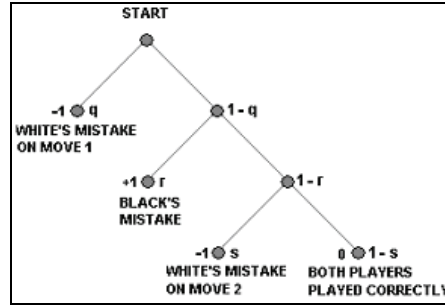 START
-1 q
1 - q
WHITE'S MISTAKE
ON MOVE 1
+1 r
1 - r
BLACK'S
MISTAKE
-1 s
0 1 - s
WHITE'S MISTAKE
ON MOVE 2
BOTH PLAYERS
PLAYED CORRECTLY